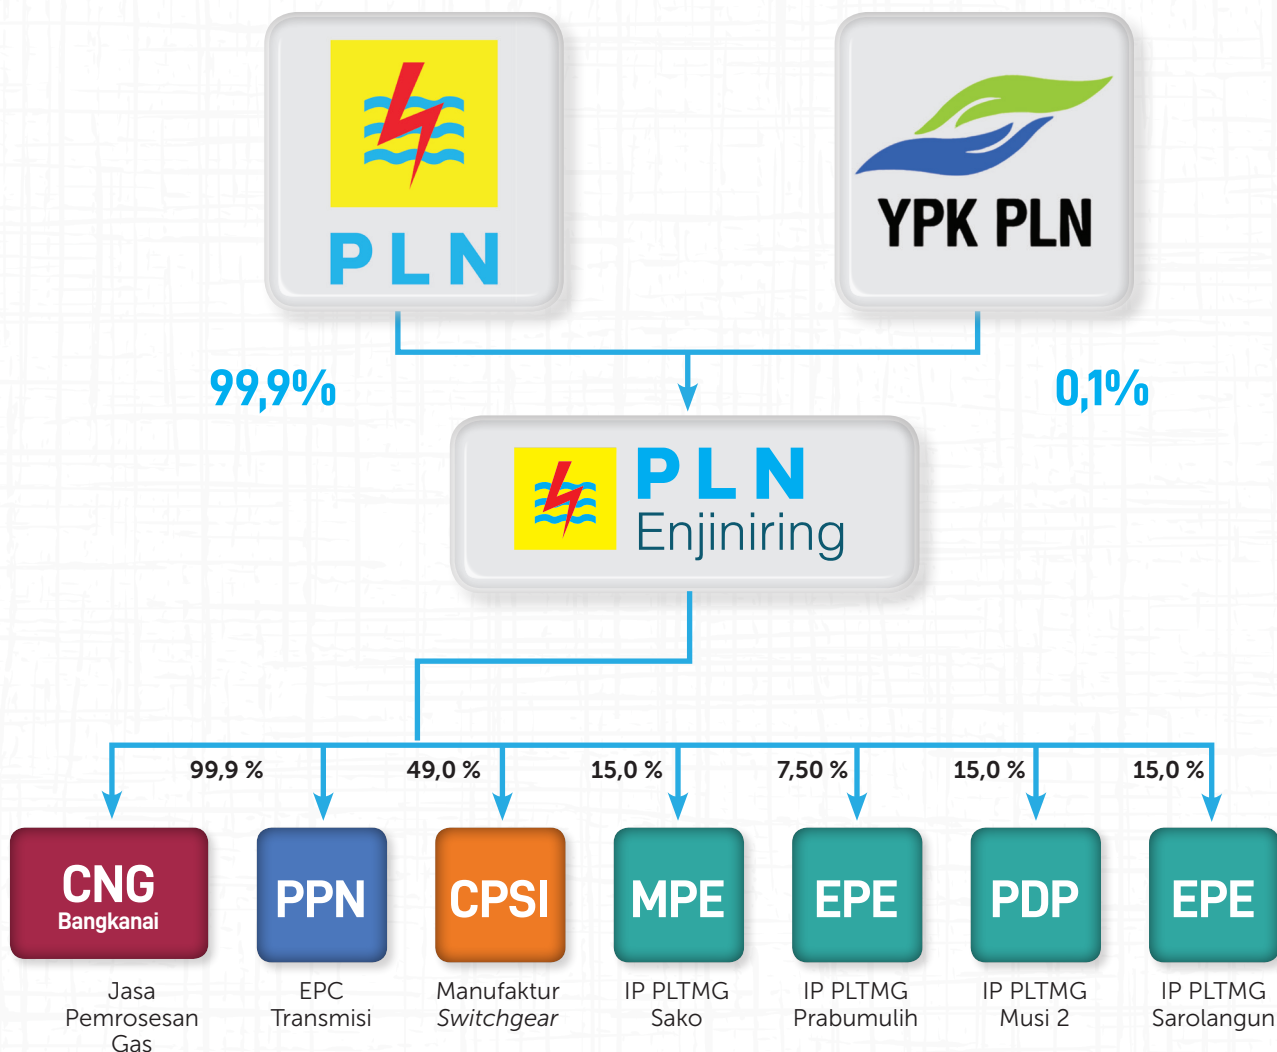 PLN
YPK PLN
99,9%
0,1%
PLN
Enjiniring
99,9 %
49,0 %
15,0 %
7,50 %
15,0 %
15,0 %
CNG
Bangkanai
PPN
CPSI
MPE
EPE
PDP
EPE
Jasa
Pemrosesan
Gas
EPC
Transmisi
Manufaktur
Switchgear
IP PLTMG
Sako
IP PLTMG
Prabumulih
IP PLTMG
Musi 2
IP PLTMG
Sarolangun